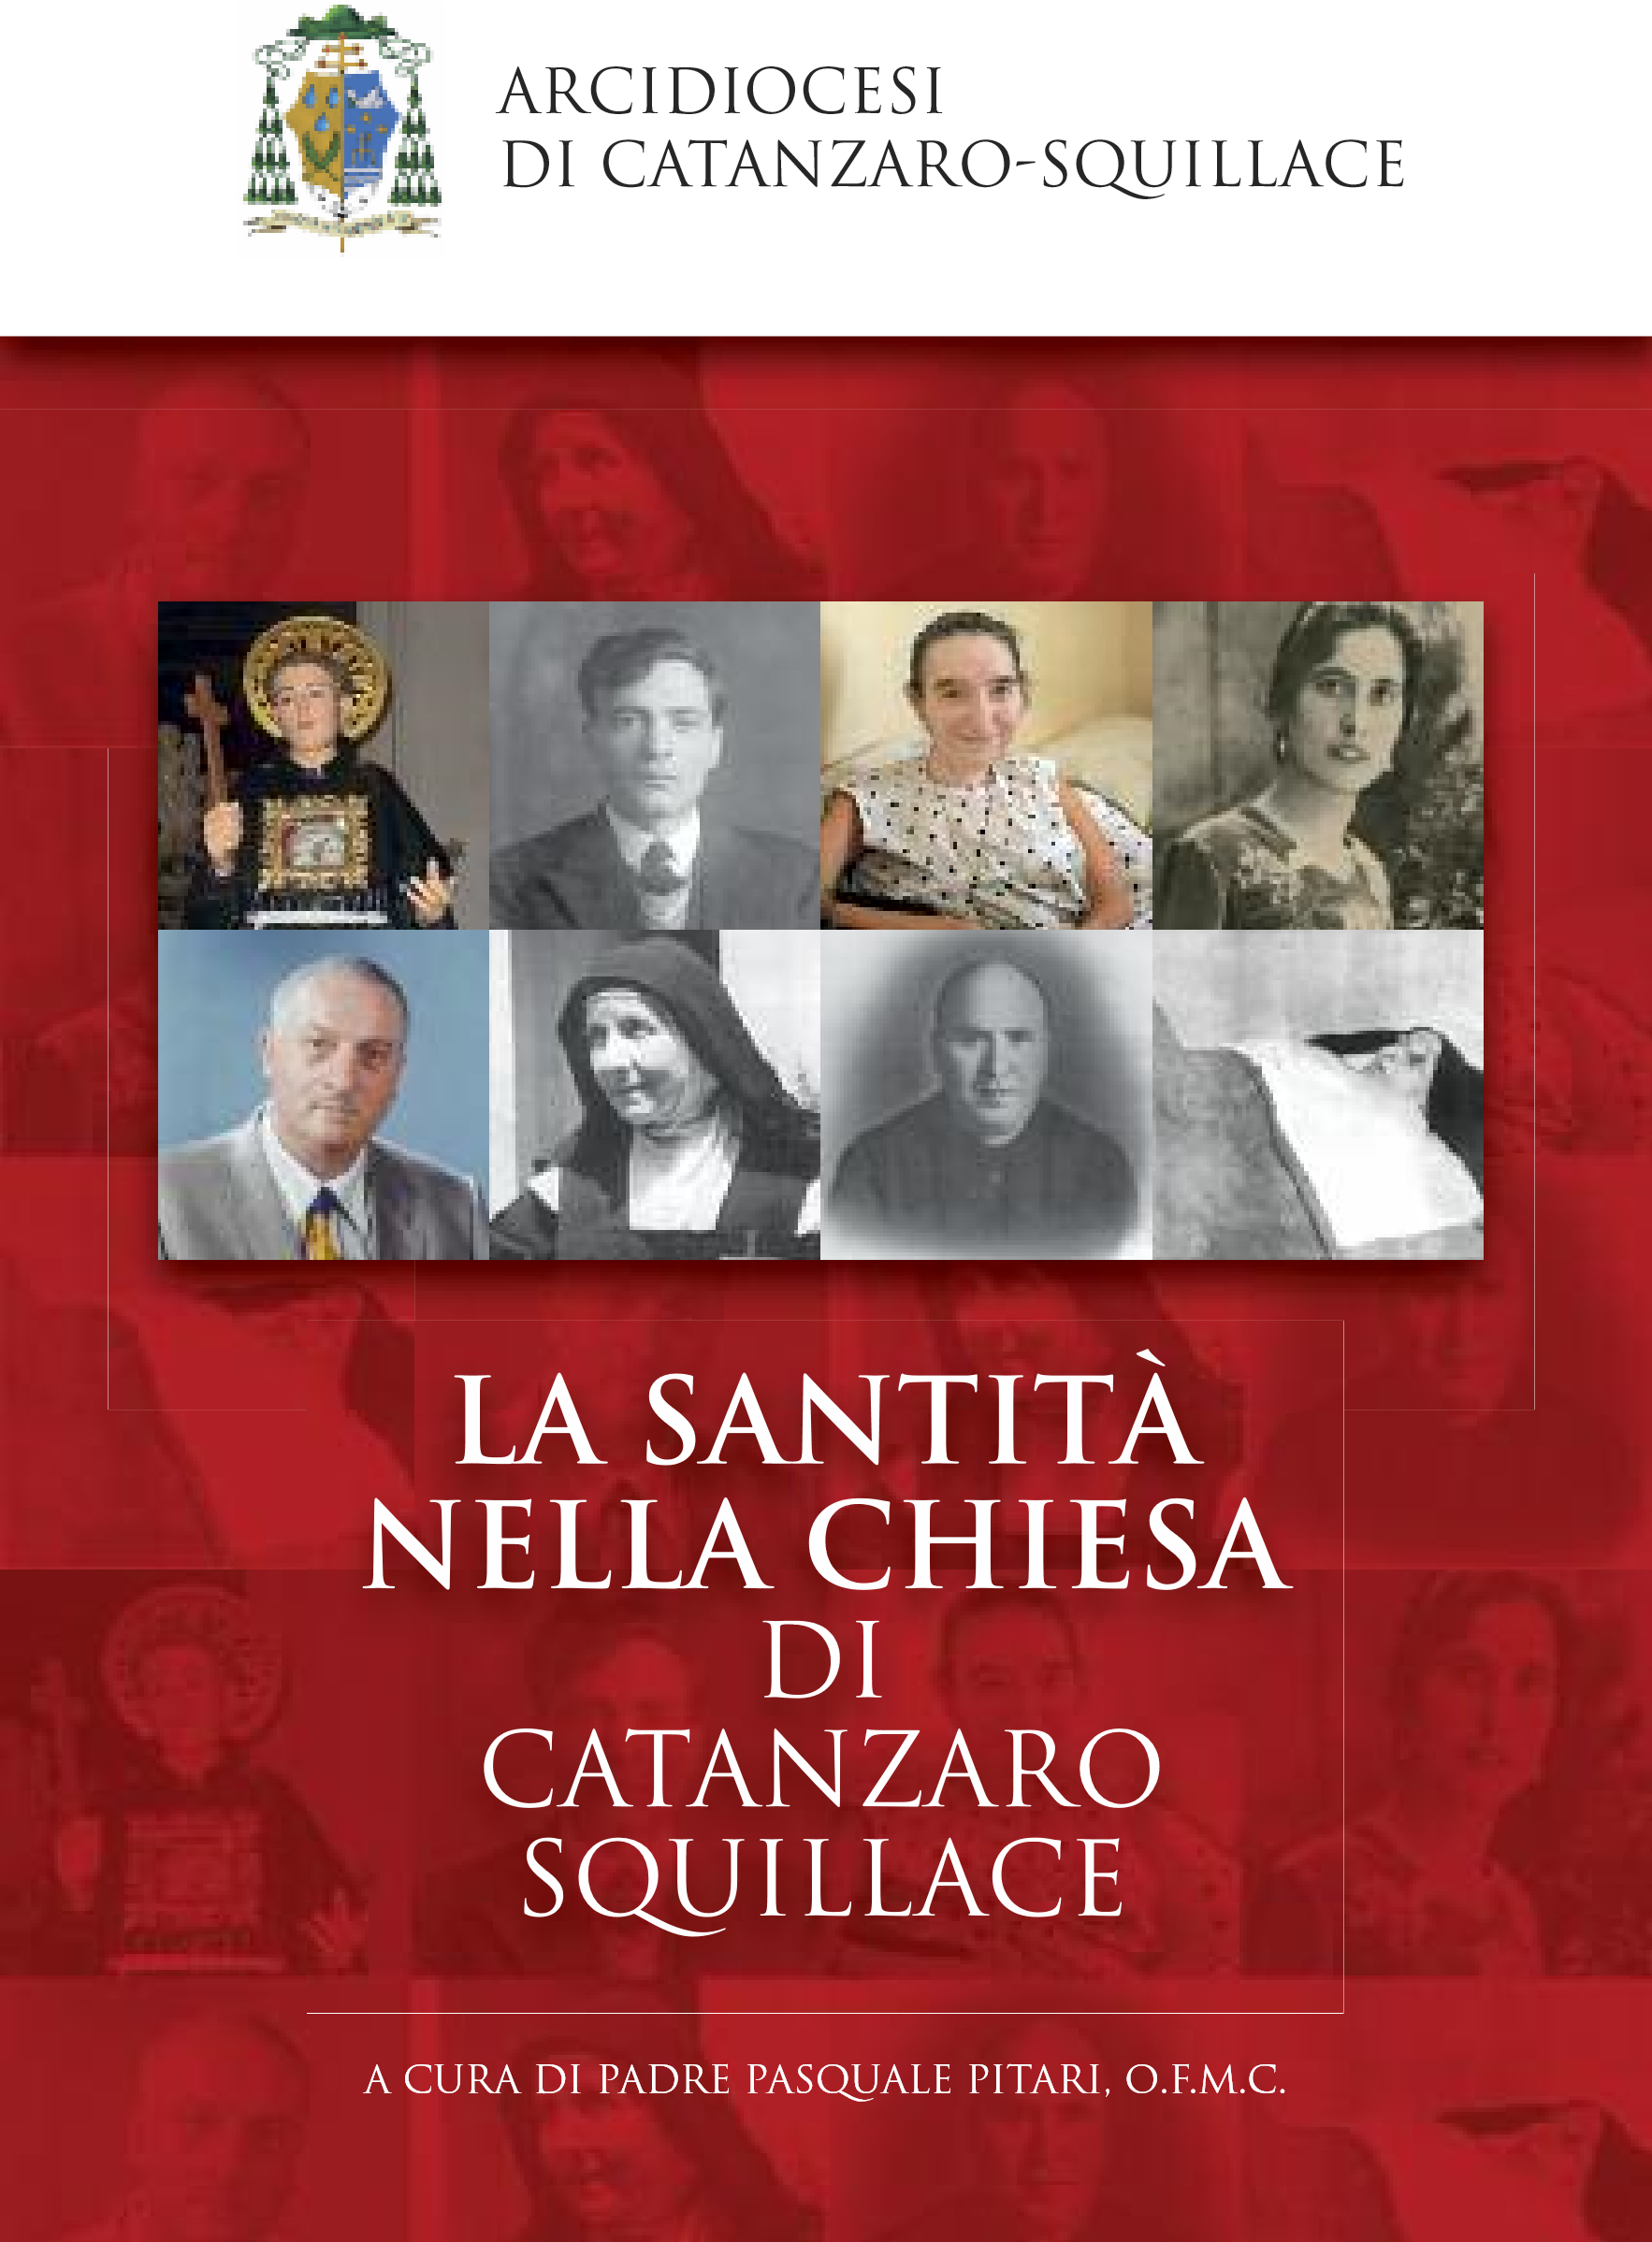 ARCIDIOCESI
DI CATANZARO-SQUILLACE
LA SANTITÀ
NELLA CHIESA
DI
CATANZARO
SQUILLACE
A CURA DI PADRE PASQUALE PITARI, O.F.M.C.